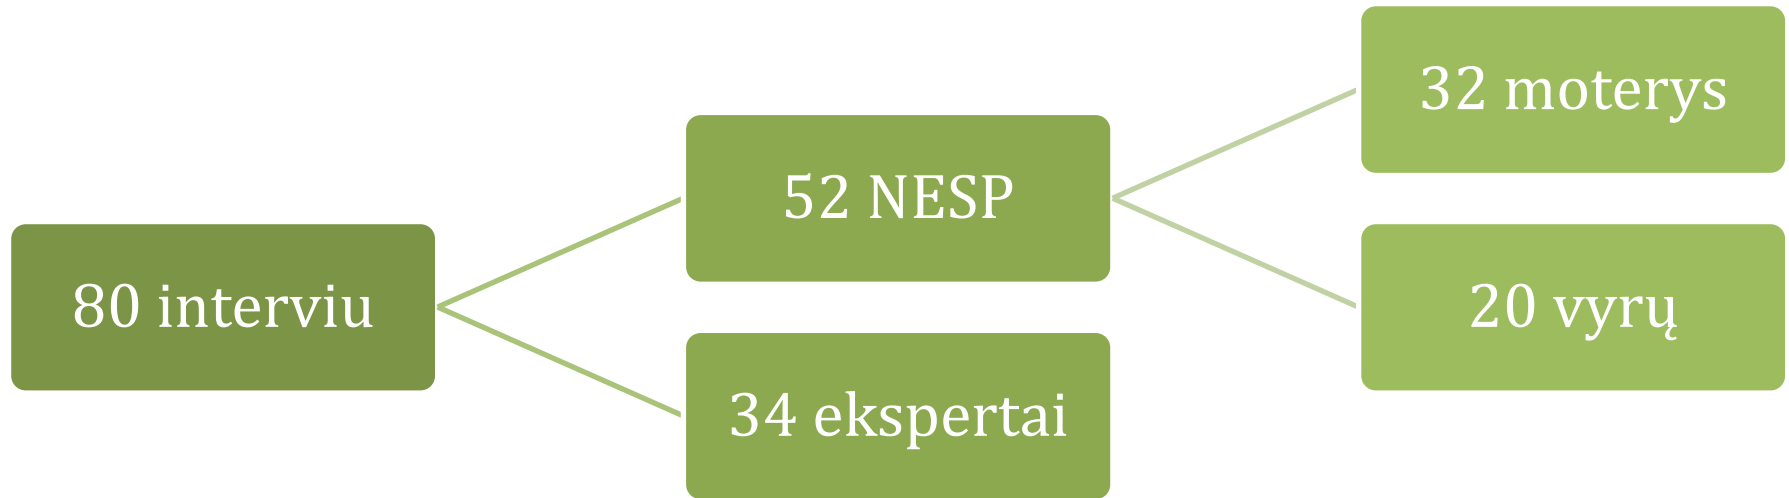 80 interviu
52 NESP
34 ekspertai
32 moterys
20 vyrų